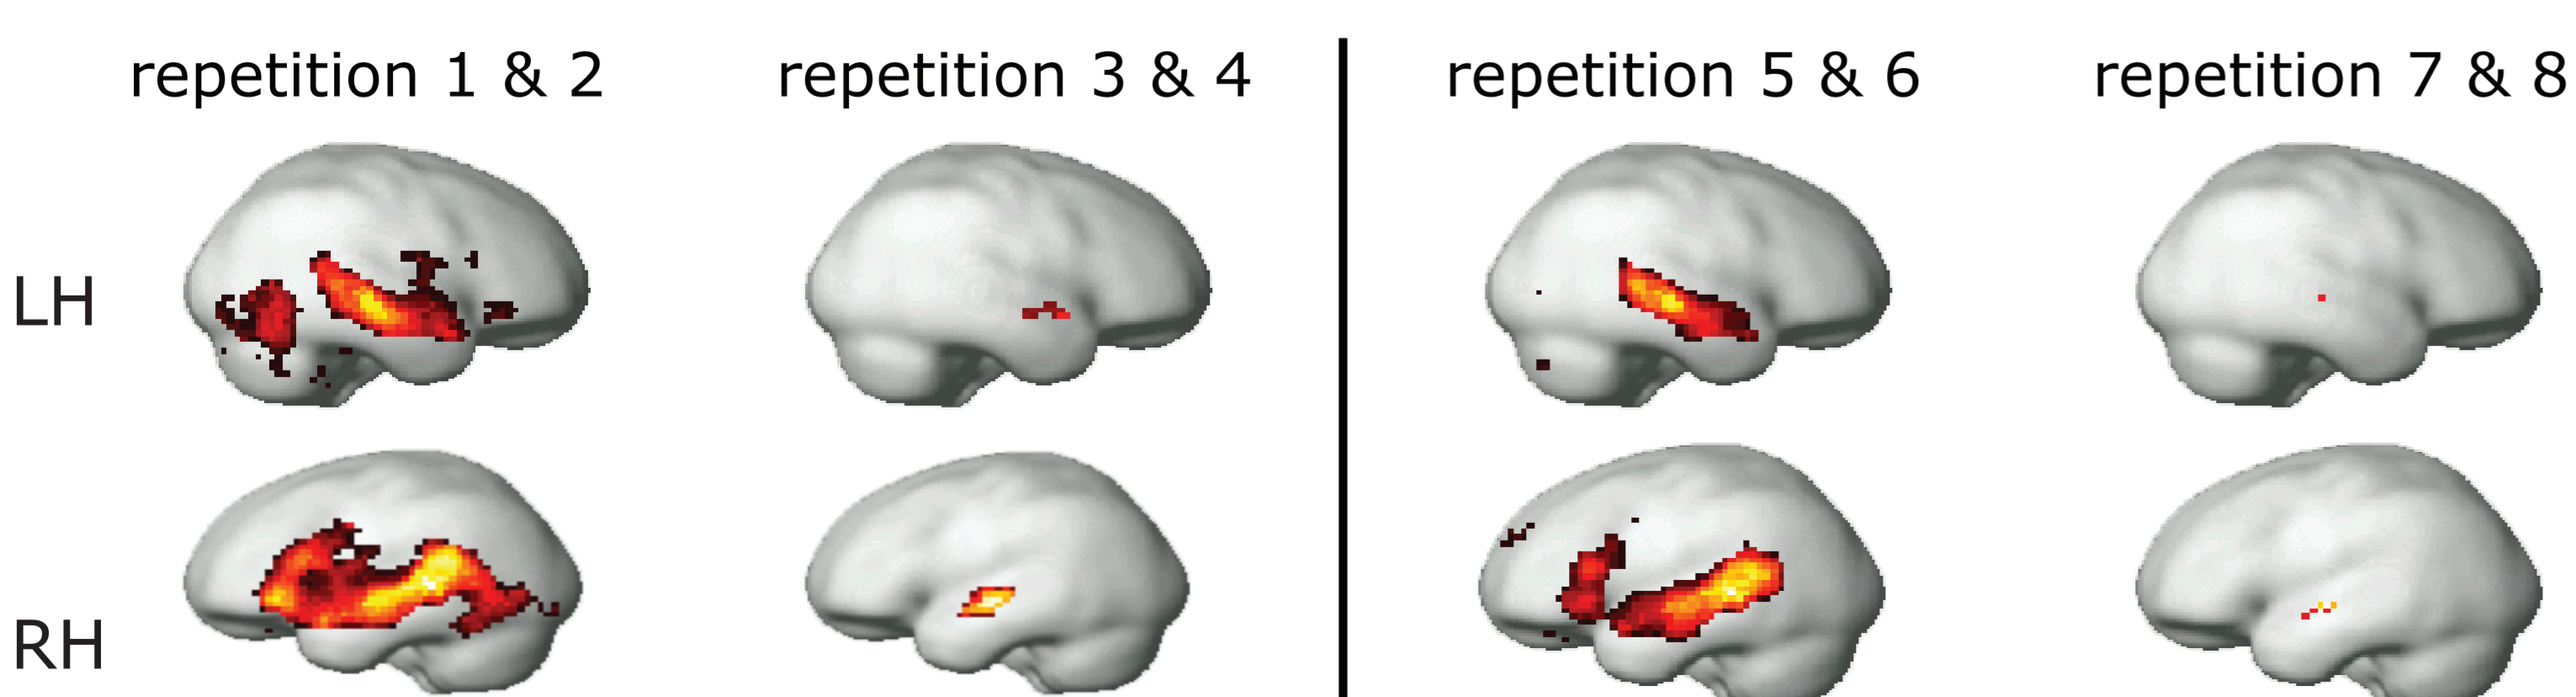 repetition 1 & 2
repetition 3 & 4
repetition 5 & 6
repetition 7 & 8
LH
RH